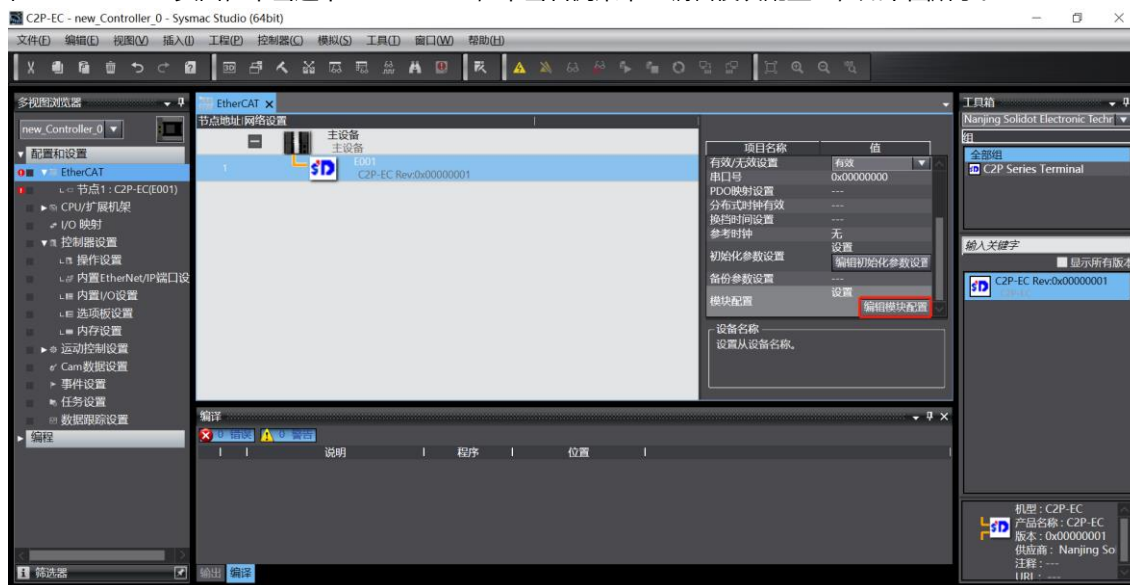 C2P-EC - new_Controller_0 - Sysmac Studio (64bit)
文件(F) 编辑(E) 视图(V) 插入(I) 工程(P) 控制器(C) 模拟(S) 工具(T) 窗口(W) 帮助(H)
多视图浏览器
new_Controller_0
配置和设置
EtherCAT
节点1 : C2P-EC(E001)
CPU/扩展机架
I/O 映射
控制器设置
操作设置
内置EtherNet/IP端口设
内置I/O设置
选项板设置
内存设置
运动控制设置
Cam数据设置
事件设置
任务设置
数据跟踪设置
编程
筛选器
EtherCAT
节点地址 网络设置
主设备
主设备
1
E001
C2P-EC Rev:0x00000001
项目名称 值
有效/无效设置 有效
串口号 0x00000000
PDO映射设置 ---
分布式时钟有效 ---
换挡时间设置 ---
参考时钟 无
初始化参数设置 设置
编辑初始化参数设置
备份参数设置 ---
模块配置 设置
编辑模块配置
设备名称
设置从设备名称。
编译
0 错误 0 警告
说明 程序 位置
输出 编译
工具箱
Nanjing Solidot Electronic Techr
组
全部组
C2P Series Terminal
输入关键字
显示所有版本
C2P-EC Rev:0x00000001
C2P-EC
机型 : C2P-EC
产品名称 : C2P-EC
版本 : 0x00000001
供应商 : Nanjing So
注释 : ---
URL : ---